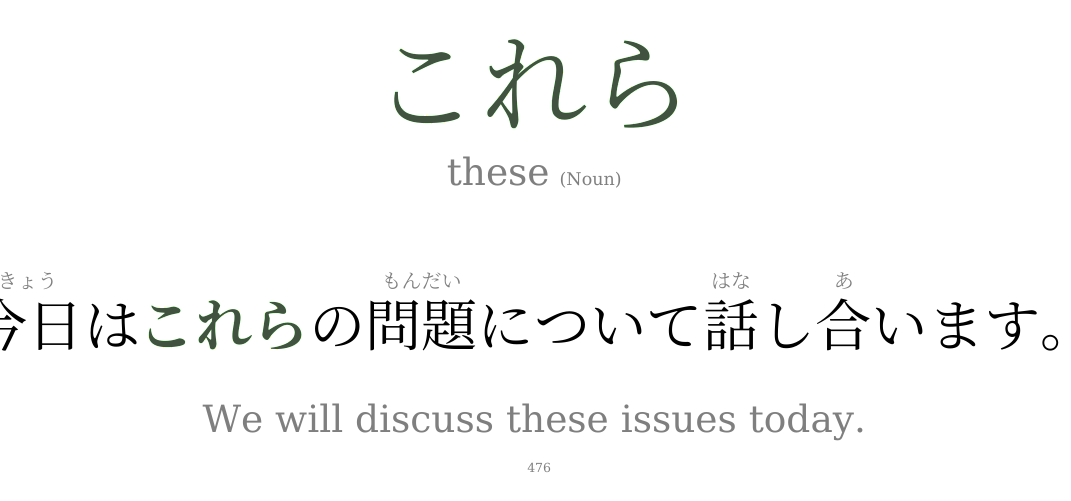 これら
these (Noun)
きょう もんだい はな あ
今日はこれらの問題について話し合います。
We will discuss these issues today.
476